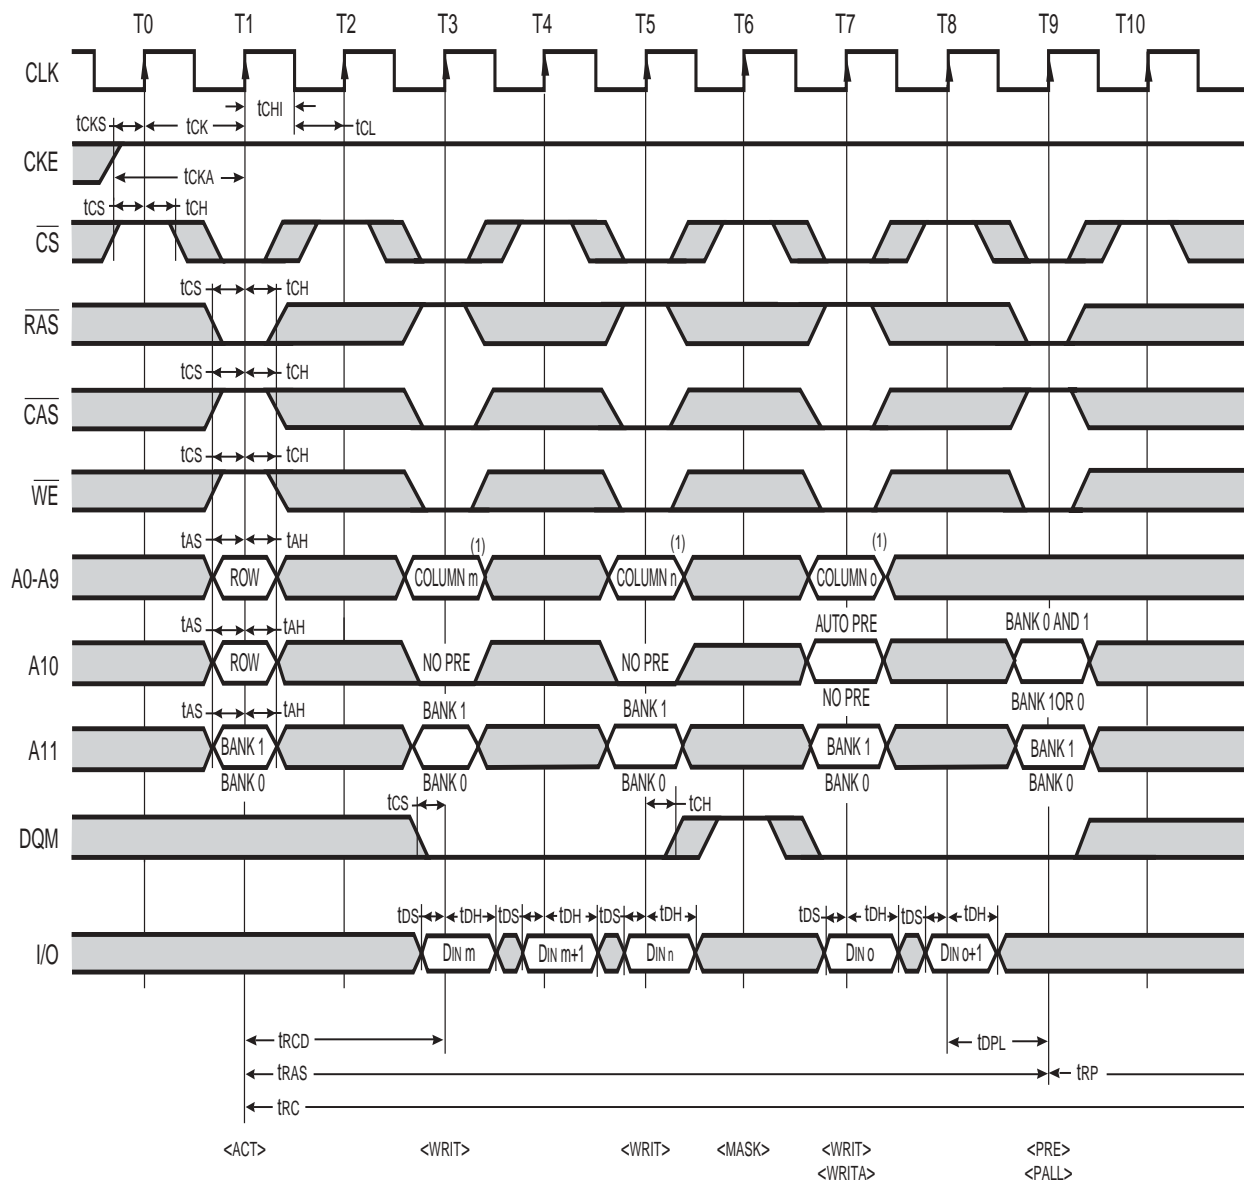 T0 T1 T2 T3 T4 T5 T6 T7 T8 T9 T10
CLK
tCHI
tCKS tCK tCL
CKE
tCKA
tCS tCH
CS
tCS tCH
RAS
tCS tCH
CAS
tCS tCH
WE
tAS tAH (1) (1) (1)
A0-A9 ROW COLUMN m COLUMN n COLUMN o
tAS tAH AUTO PRE BANK 0 AND 1
A10 ROW NO PRE NO PRE
NO PRE BANK 1 OR 0
tAS tAH BANK 1 BANK 1
A11 BANK 1 BANK 1 BANK 1
BANK 0 BANK 0 BANK 0 BANK 0 BANK 0
tCS tCH
DQM
tDS tDH tDS tDH tDS tDH tDS tDH tDS tDH
I/O DIN m DIN m+1 DIN n DIN o DIN o+1
tRCD tDPL
tRAS tRP
tRC
<ACT> <WRIT> <WRIT> <MASK> <WRIT> <PRE>
<WRITA> <PALL>